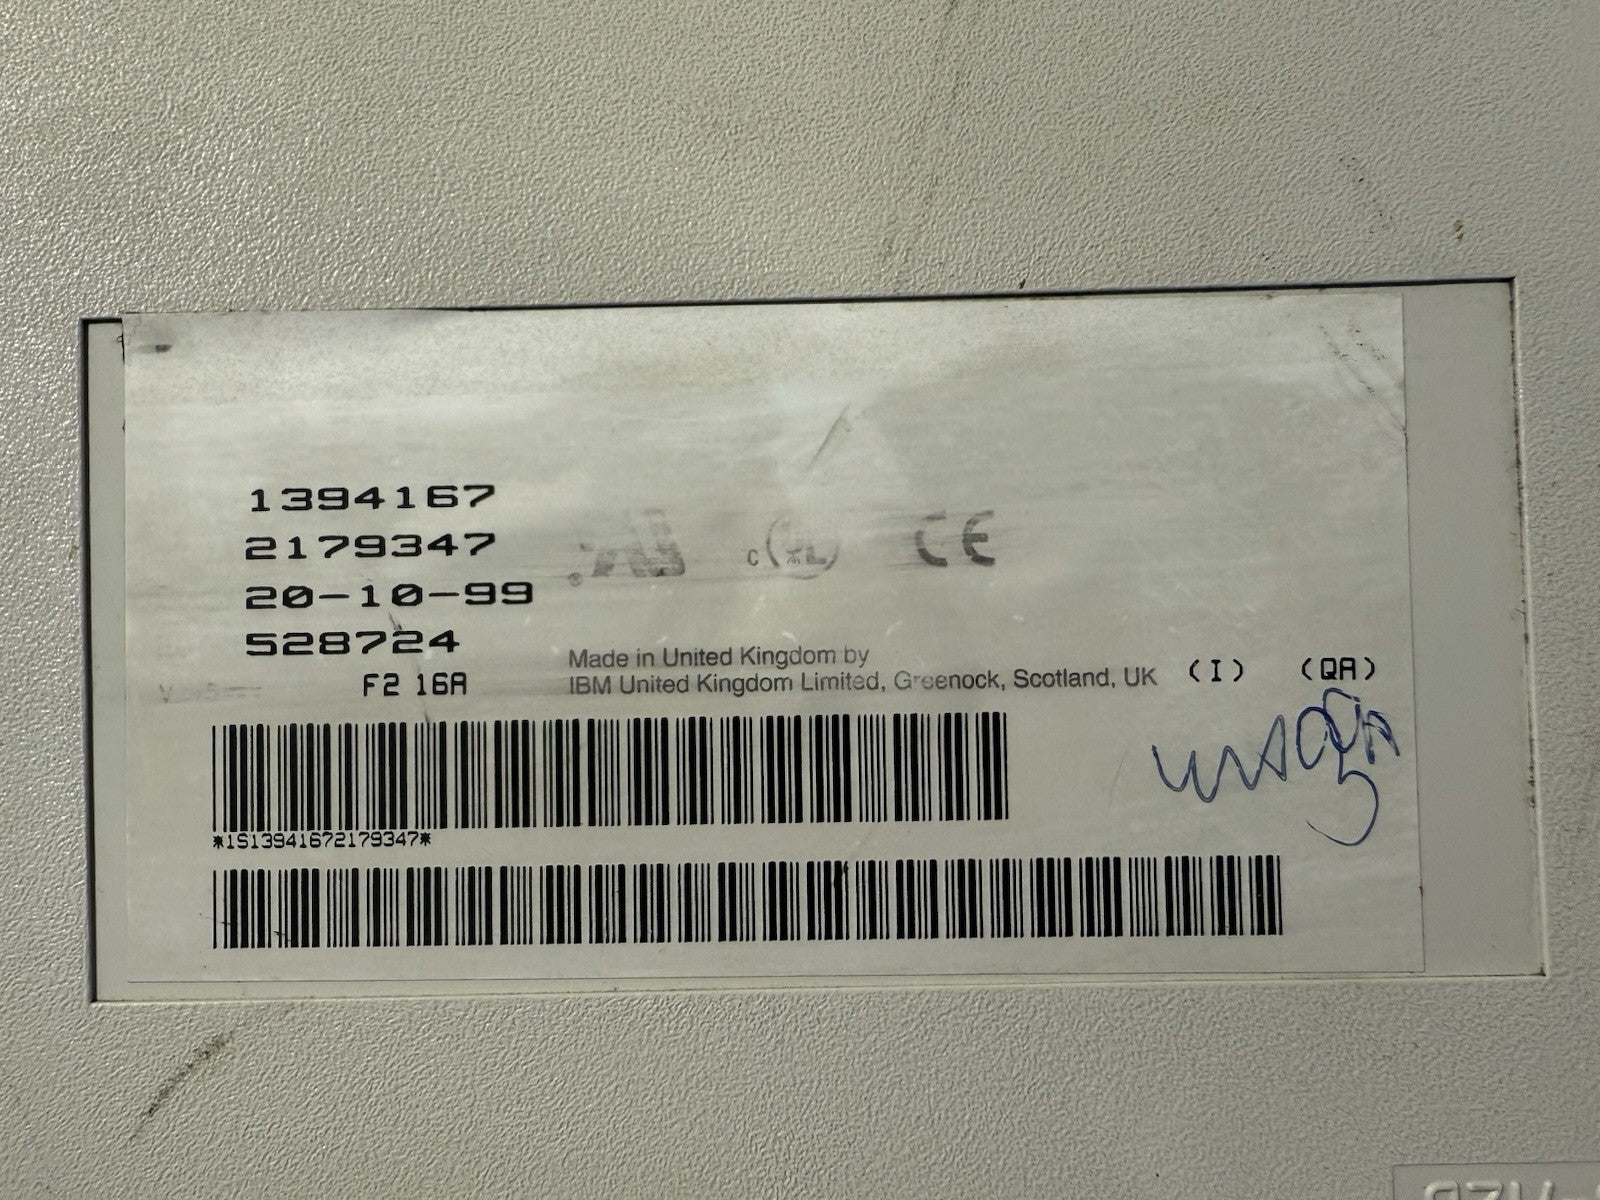 1394167
2179347
20-10-99
528724
F2 16A
Made in United Kingdom by
IBM United Kingdom Limited, Greenock, Scotland, UK (I) (QA)
c CE
*1S13941672179347*